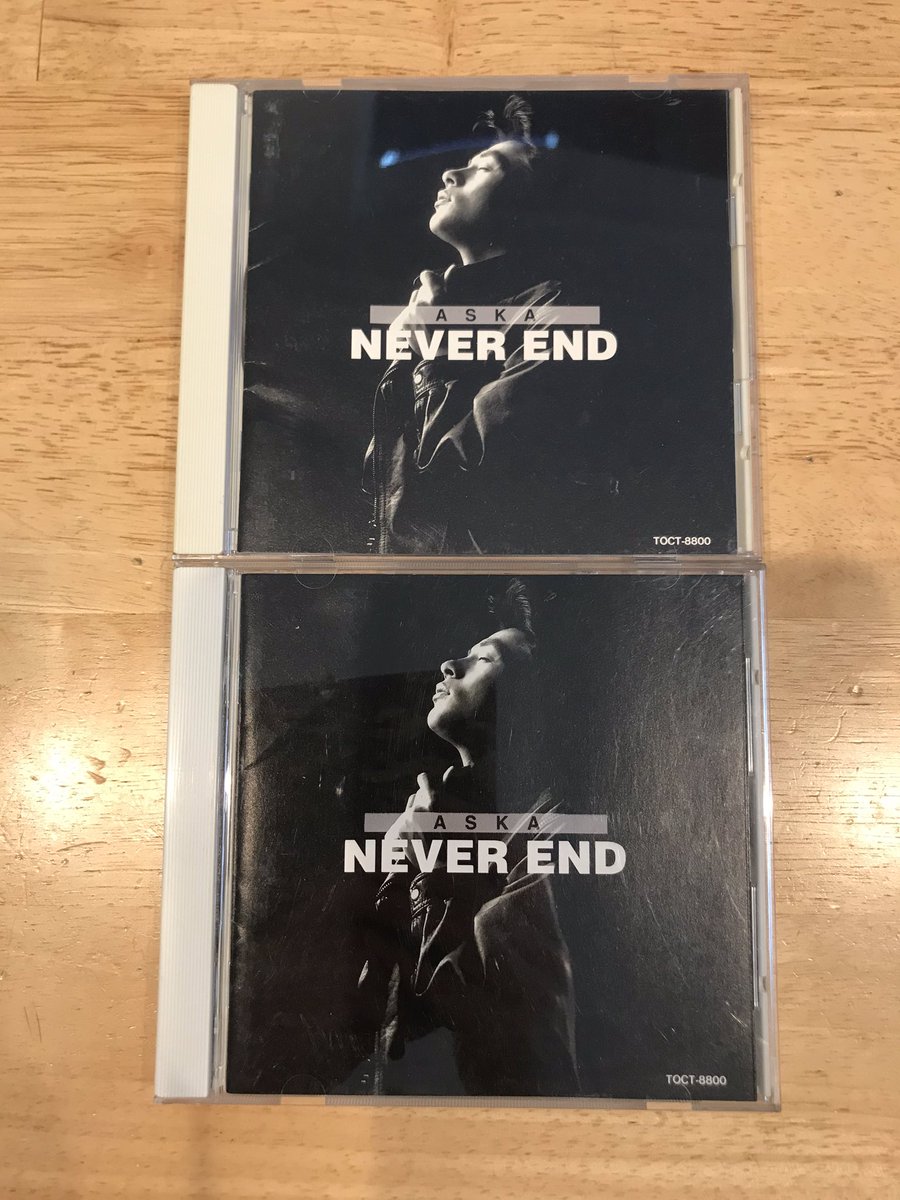 ASKA
NEVER END
TOCT-8800
ASKA
NEVER END
TOCT-8800